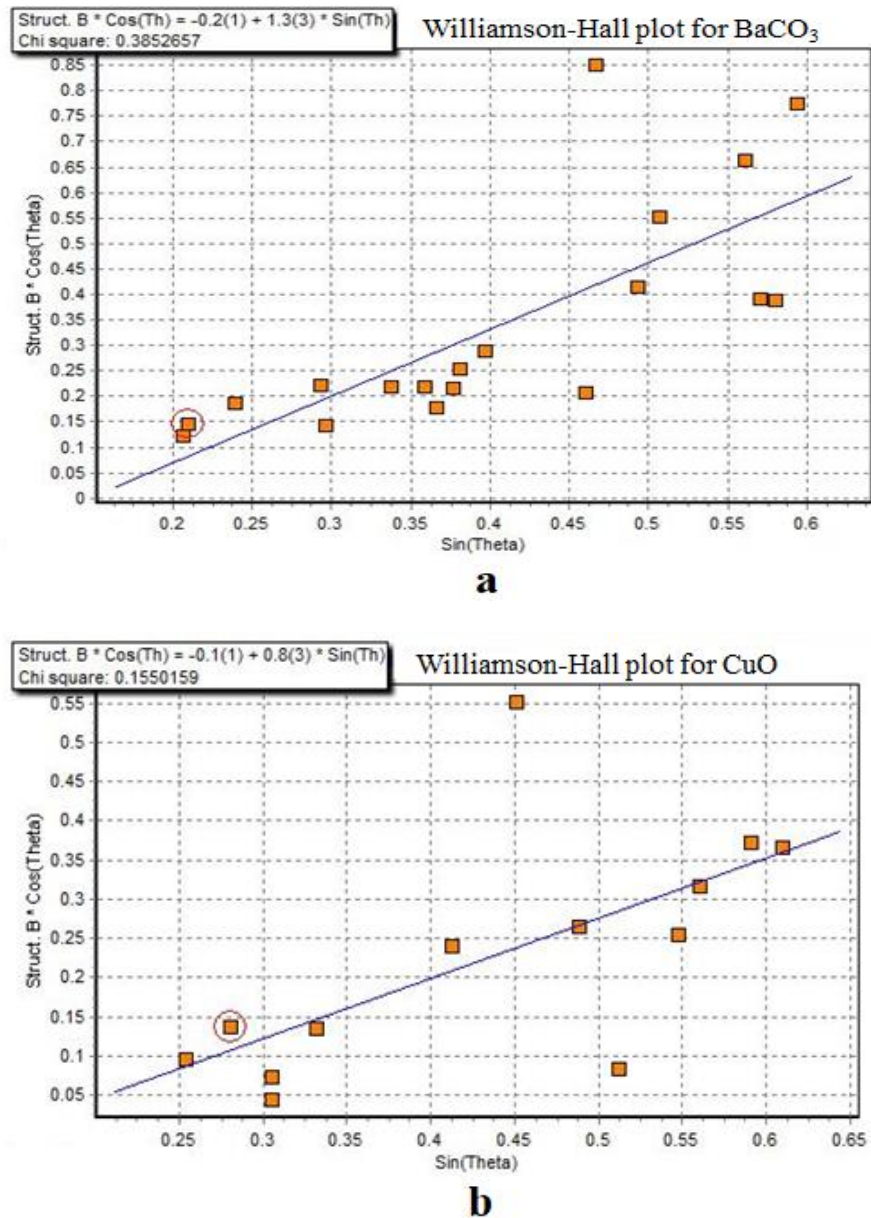 Struct. B * Cos(Th) = -0.2(1) + 1.3(3) * Sin(Th)
Chi square: 0.3852657
Williamson-Hall plot for BaCO₃
Struct. B * Cos(Theta)
0.85
0.8
0.75
0.7
0.65
0.6
0.55
0.5
0.45
0.4
0.35
0.3
0.25
0.2
0.15
0.1
0.05
0
0.2 0.25 0.3 0.35 0.4 0.45 0.5 0.55 0.6
Sin(Theta)
a
Struct. B * Cos(Th) = -0.1(1) + 0.8(3) * Sin(Th)
Chi square: 0.1550159
Williamson-Hall plot for CuO
Struct. B * Cos(Theta)
0.55
0.5
0.45
0.4
0.35
0.3
0.25
0.2
0.15
0.1
0.05
0.25 0.3 0.35 0.4 0.45 0.5 0.55 0.6 0.65
Sin(Theta)
b